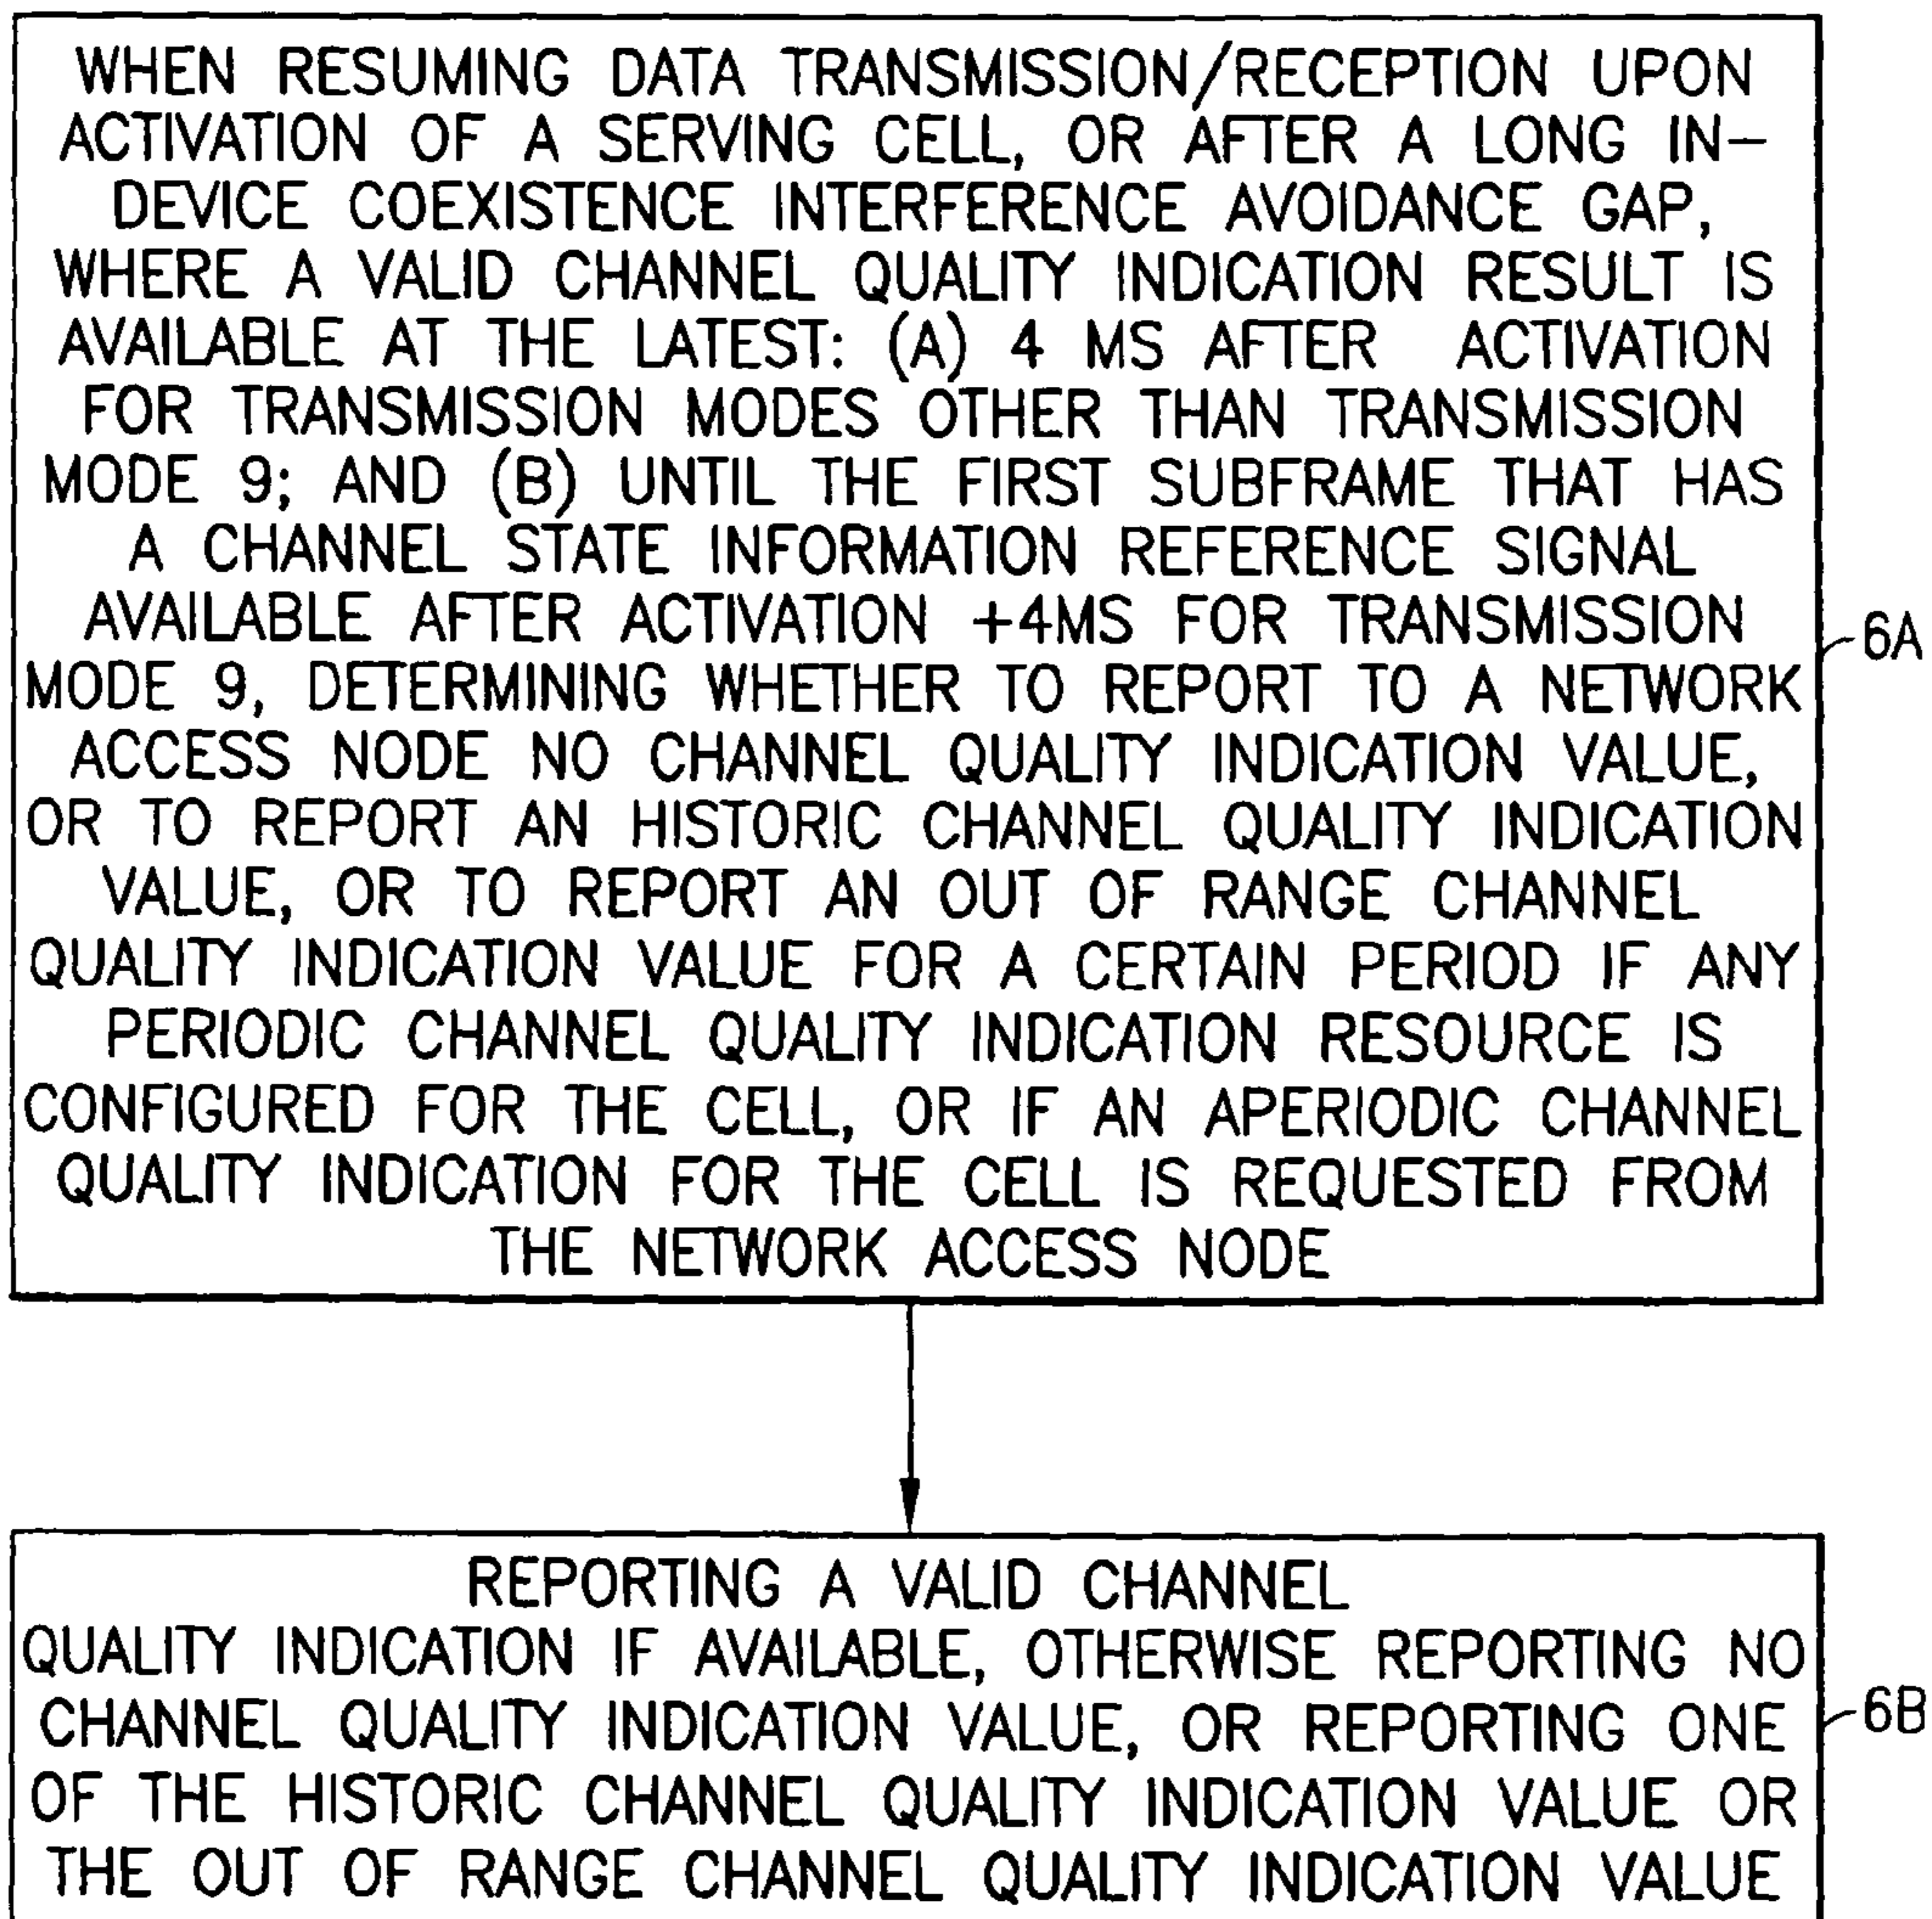 WHEN RESUMING DATA TRANSMISSION/RECEPTION UPON
ACTIVATION OF A SERVING CELL, OR AFTER A LONG IN-
DEVICE COEXISTENCE INTERFERENCE AVOIDANCE GAP,
WHERE A VALID CHANNEL QUALITY INDICATION RESULT IS
AVAILABLE AT THE LATEST: (A) 4 MS AFTER ACTIVATION
FOR TRANSMISSION MODES OTHER THAN TRANSMISSION
MODE 9; AND (B) UNTIL THE FIRST SUBFRAME THAT HAS
A CHANNEL STATE INFORMATION REFERENCE SIGNAL
AVAILABLE AFTER ACTIVATION +4MS FOR TRANSMISSION
MODE 9, DETERMINING WHETHER TO REPORT TO A NETWORK
ACCESS NODE NO CHANNEL QUALITY INDICATION VALUE,
OR TO REPORT AN HISTORIC CHANNEL QUALITY INDICATION
VALUE, OR TO REPORT AN OUT OF RANGE CHANNEL
QUALITY INDICATION VALUE FOR A CERTAIN PERIOD IF ANY
PERIODIC CHANNEL QUALITY INDICATION RESOURCE IS
CONFIGURED FOR THE CELL, OR IF AN APERIODIC CHANNEL
QUALITY INDICATION FOR THE CELL IS REQUESTED FROM
THE NETWORK ACCESS NODE
6A
REPORTING A VALID CHANNEL
QUALITY INDICATION IF AVAILABLE, OTHERWISE REPORTING NO
CHANNEL QUALITY INDICATION VALUE, OR REPORTING ONE
OF THE HISTORIC CHANNEL QUALITY INDICATION VALUE OR
THE OUT OF RANGE CHANNEL QUALITY INDICATION VALUE
6B